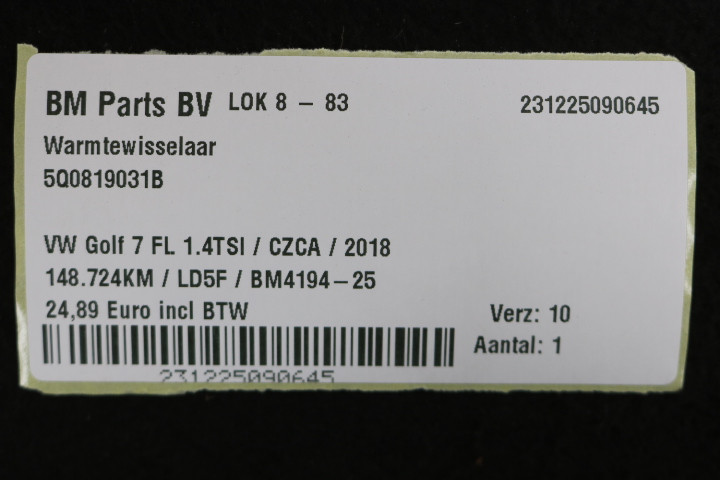 BM Parts BV LOK 8 - 83 231225090645
Warmtewisselaar
5Q0819031B
VW Golf 7 FL 1.4TSI / CZCA / 2018
148.724KM / LD5F / BM4194-25
24,89 Euro incl BTW Verz: 10
Aantal: 1
231225090645